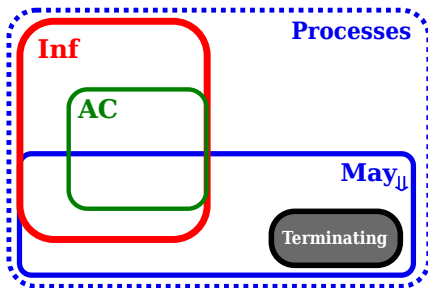 Processes
Inf
AC
May⇓
Terminating